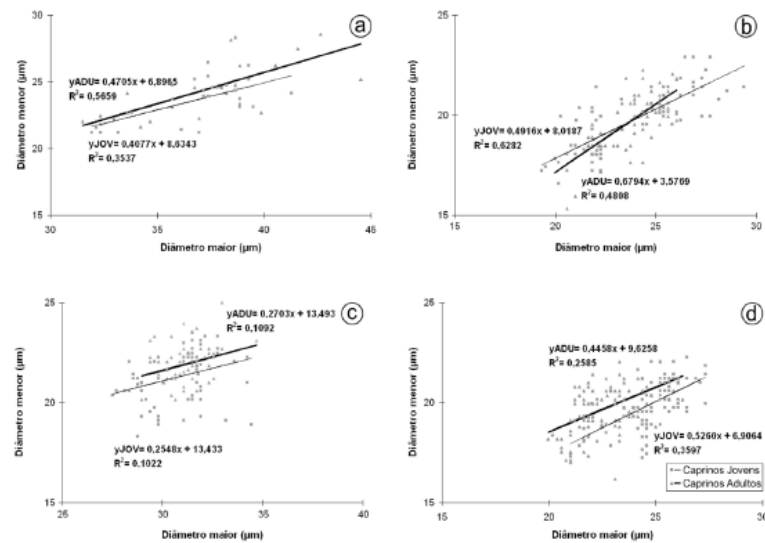 30
25
20
15
30
35
40
45
Diâmetro menor (µm)
Diâmetro maior (µm)
a
yADU= 0,4705x + 6,8965
R²= 0,5659
yJOV= 0,4077x + 8,6343
R²= 0,3537
25
20
15
15
20
25
30
Diâmetro menor (µm)
Diâmetro maior (µm)
b
yJOV= 0,4916x + 8,0187
R²= 0,6282
yADU= 0,6794x + 3,5769
R²= 0,4808
25
20
15
25
30
35
40
Diâmetro menor (µm)
Diâmetro maior (µm)
c
yADU= 0,2703x + 13,493
R²= 0,1092
yJOV= 0,2548x + 13,433
R²= 0,1022
25
20
15
15
20
25
30
Diâmetro menor (µm)
Diâmetro maior (µm)
d
yADU= 0,4458x + 9,6258
R²= 0,2585
yJOV= 0,5260x + 6,9064
R²= 0,3597
Caprinos Jovens
Caprinos Adultos